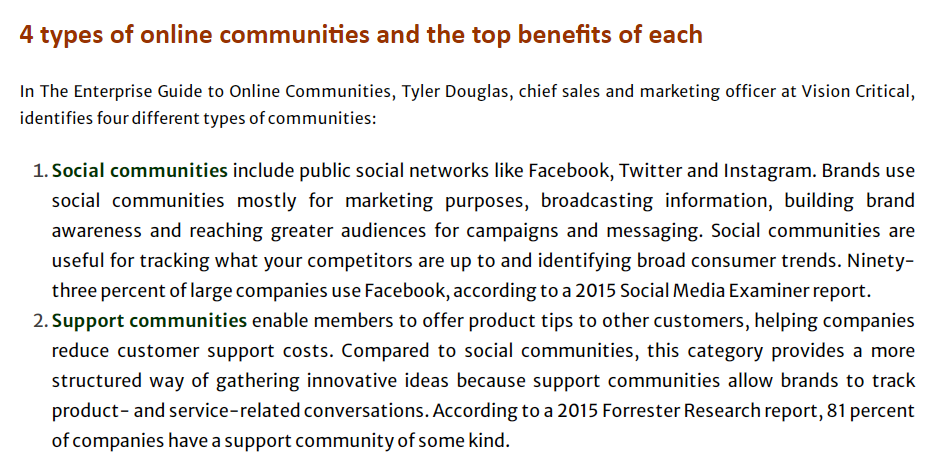 4 types of online communities and the top benefits of each
In The Enterprise Guide to Online Communities, Tyler Douglas, chief sales and marketing officer at Vision Critical,
identifies four different types of communities:
1. Social communities include public social networks like Facebook, Twitter and Instagram. Brands use
social communities mostly for marketing purposes, broadcasting information, building brand
awareness and reaching greater audiences for campaigns and messaging. Social communities are
useful for tracking what your competitors are up to and identifying broad consumer trends. Ninety-
three percent of large companies use Facebook, according to a 2015 Social Media Examiner report.
2. Support communities enable members to offer product tips to other customers, helping companies
reduce customer support costs. Compared to social communities, this category provides a more
structured way of gathering innovative ideas because support communities allow brands to track
product- and service-related conversations. According to a 2015 Forrester Research report, 81 percent
of companies have a support community of some kind.